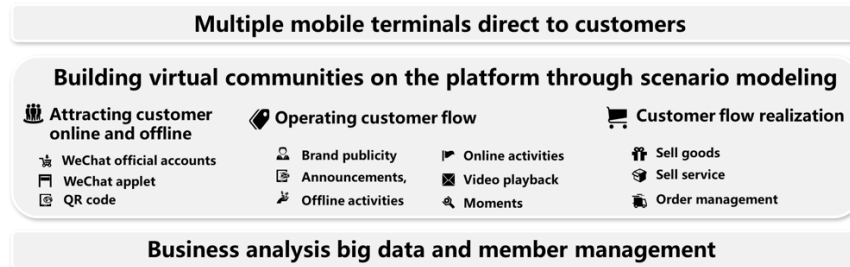 Multiple mobile terminals direct to customers
Building virtual communities on the platform through scenario modeling
Attracting customer
online and offline
WeChat official accounts
WeChat applet
QR code
Operating customer flow
Brand publicity
Announcements,
Offline activities
Online activities
Video playback
Moments
Customer flow realization
Sell goods
Sell service
Order management
Business analysis big data and member management